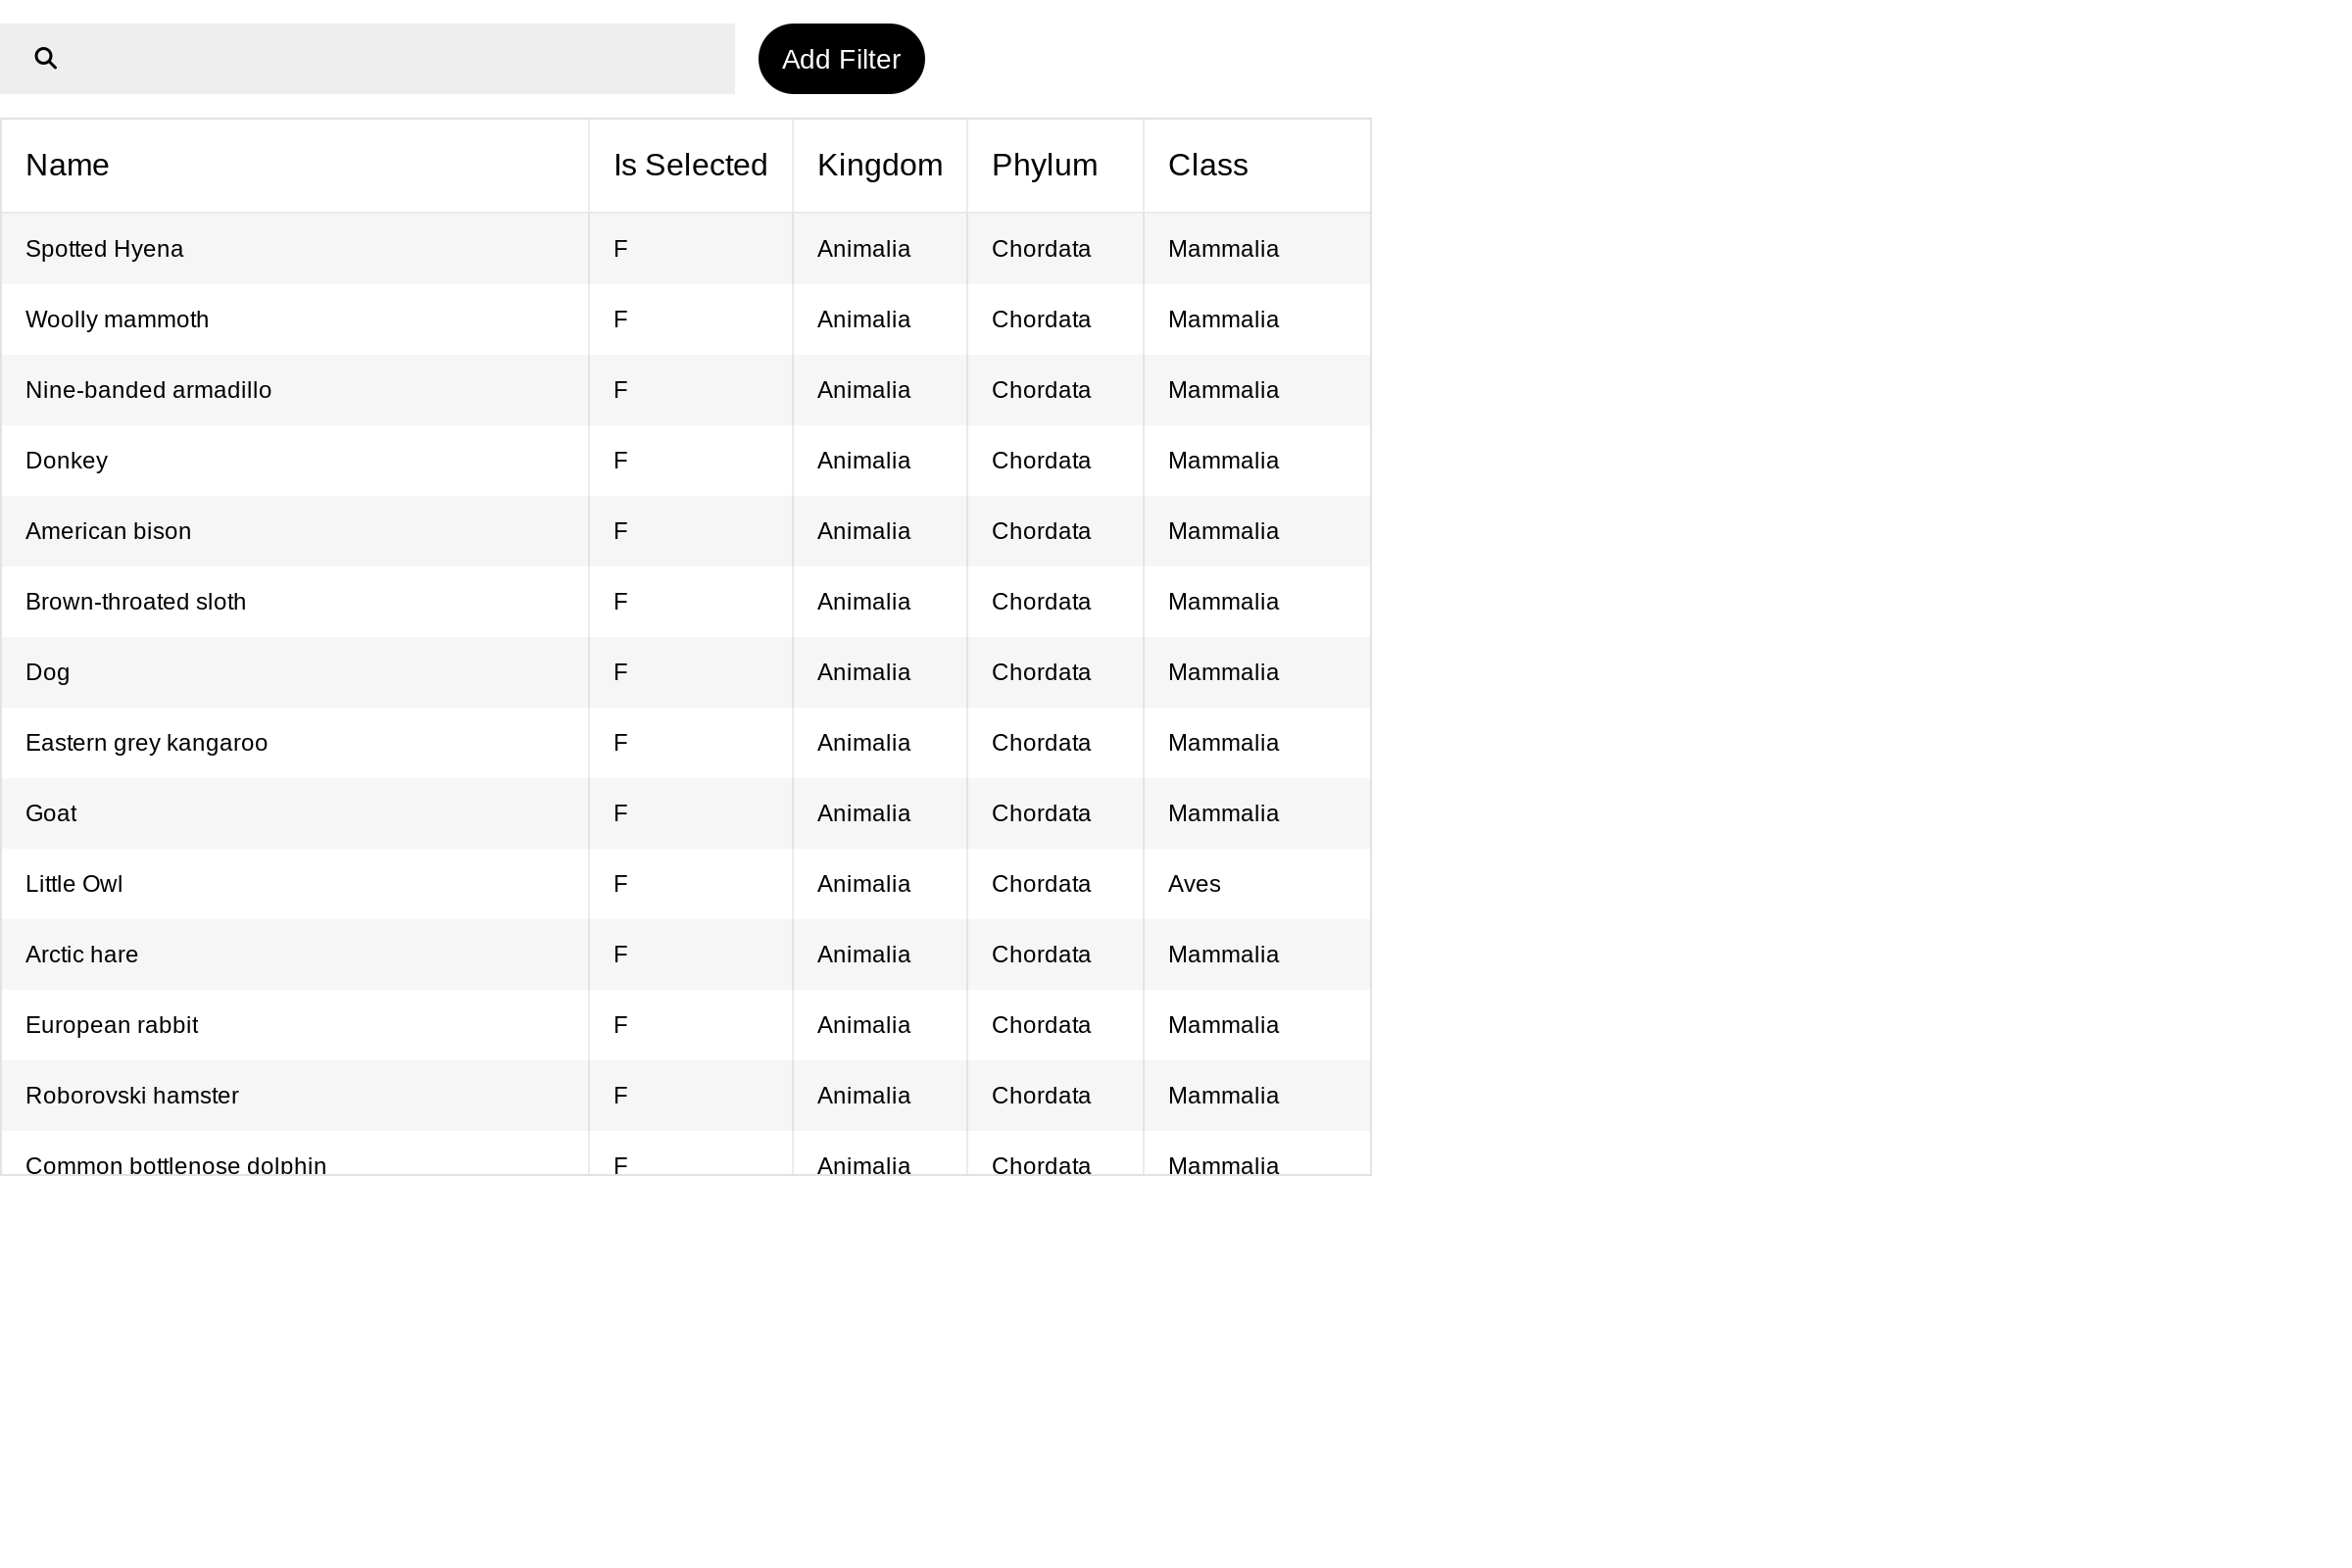 Add Filter
Name Is Selected Kingdom Phylum Class
Spotted Hyena F Animalia Chordata Mammalia
Woolly mammoth F Animalia Chordata Mammalia
Nine-banded armadillo F Animalia Chordata Mammalia
Donkey F Animalia Chordata Mammalia
American bison F Animalia Chordata Mammalia
Brown-throated sloth F Animalia Chordata Mammalia
Dog F Animalia Chordata Mammalia
Eastern grey kangaroo F Animalia Chordata Mammalia
Goat F Animalia Chordata Mammalia
Little Owl F Animalia Chordata Aves
Arctic hare F Animalia Chordata Mammalia
European rabbit F Animalia Chordata Mammalia
Roborovski hamster F Animalia Chordata Mammalia
Common bottlenose dolphin F Animalia Chordata Mammalia